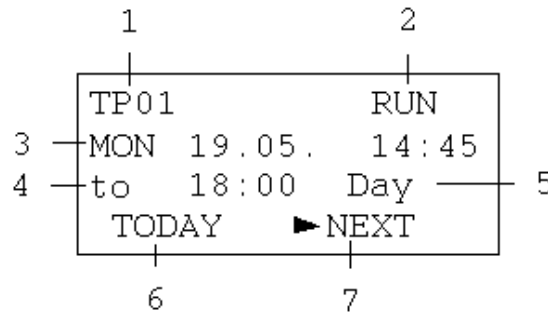 1 2
TP01 RUN
3 MON 19.05. 14:45
4 to 18:00 Day 5
TODAY ►NEXT
6 7